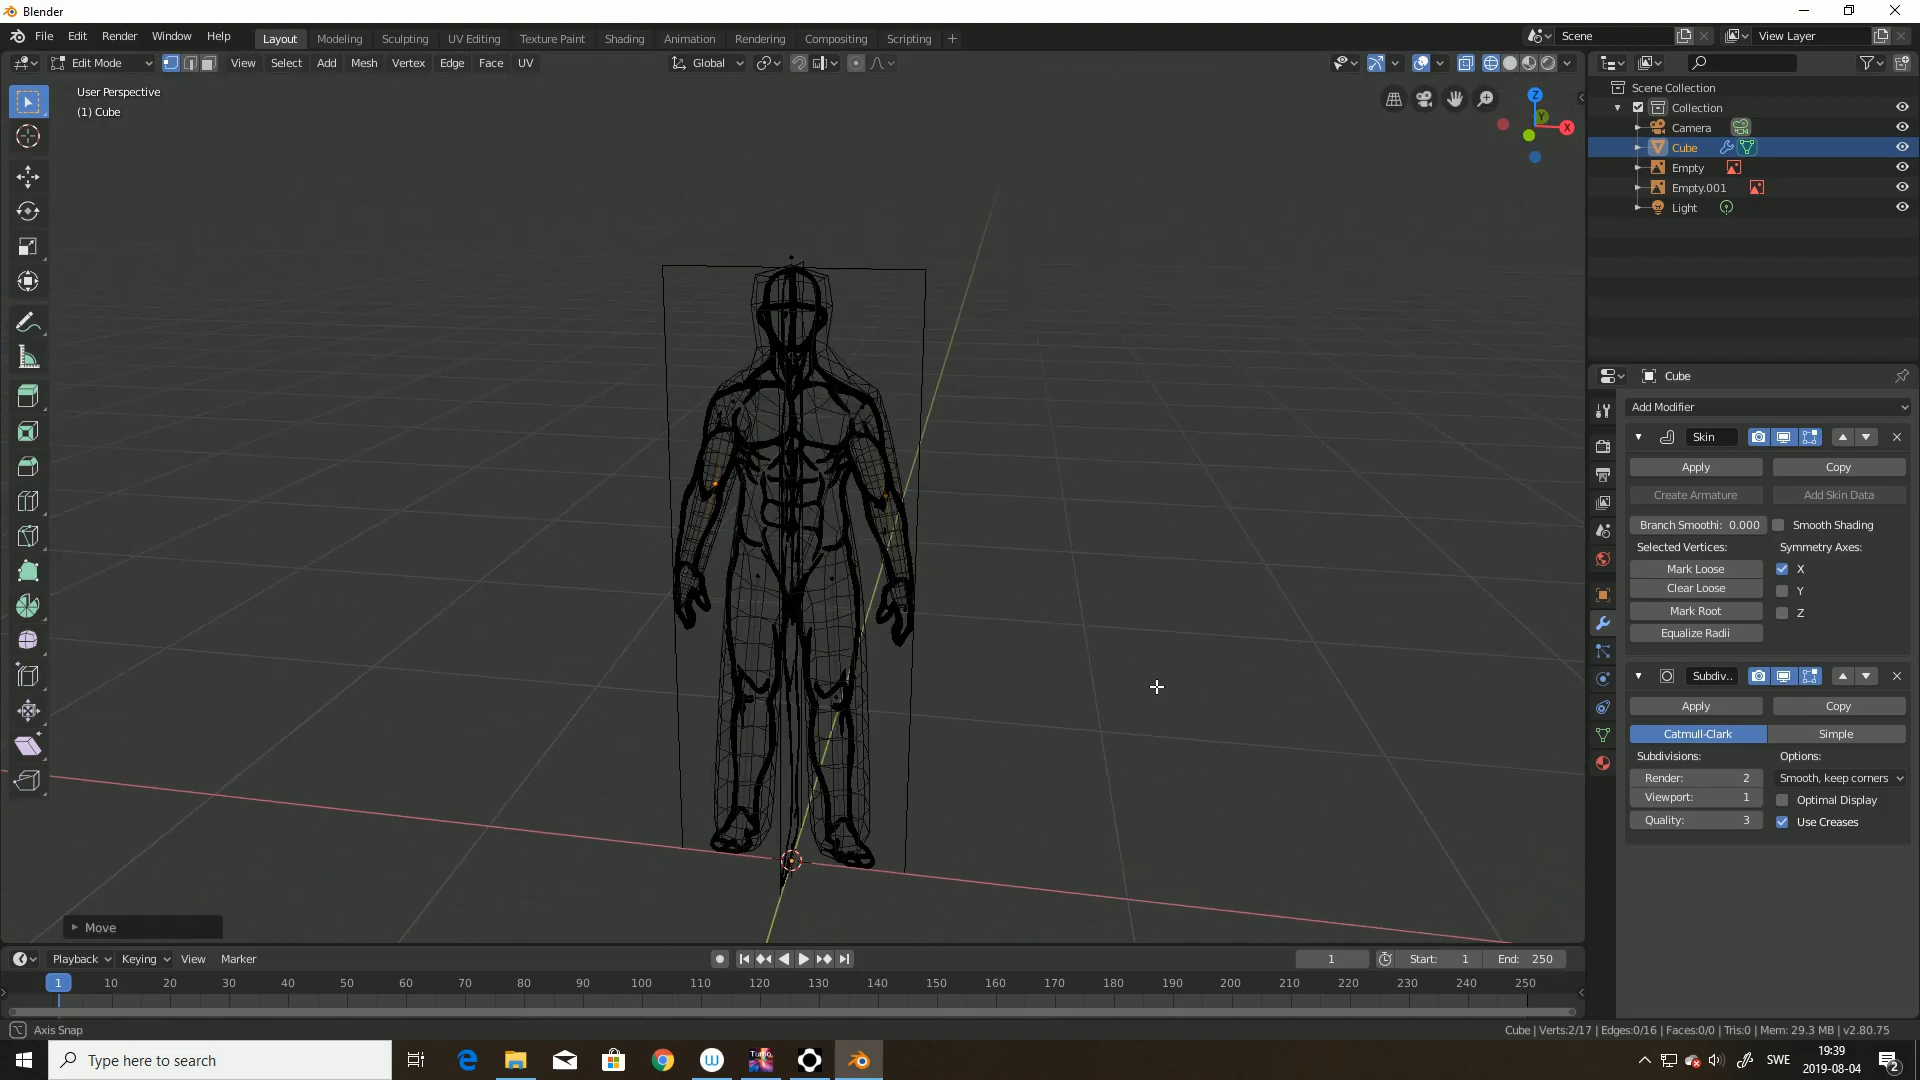 Blender
File Edit Render Window Help
Layout Modeling Sculpting UV Editing Texture Paint Shading Animation Rendering Compositing Scripting +
Scene View Layer
Edit Mode View Select Add Mesh Vertex Edge Face UV Global
User Perspective
(1) Cube
Z
Y
X
Scene Collection
Collection
Camera
Cube
Empty
Empty.001
Light
Cube
Add Modifier
Skin
Apply Copy
Create Armature Add Skin Data
Branch Smoothi: 0.000 Smooth Shading
Selected Vertices: Symmetry Axes:
Mark Loose X
Clear Loose Y
Mark Root Z
Equalize Radii
Subdiv..
Apply Copy
Catmull-Clark Simple
Subdivisions: Options:
Render: 2 Smooth, keep corners
Viewport: 1 Optimal Display
Quality: 3 Use Creases
Move
Playback Keying View Marker 1 Start: 1 End: 250
1 10 20 30 40 50 60 70 80 90 100 110 120 130 140 150 160 170 180 190 200 210 220 230 240 250
Axis Snap
Cube | Verts:2/17 | Edges:0/16 | Faces:0/0 | Tris:0 | Mem: 29.3 MB | v2.80.75
Type here to search
SWE
19:39
2019-08-04
2